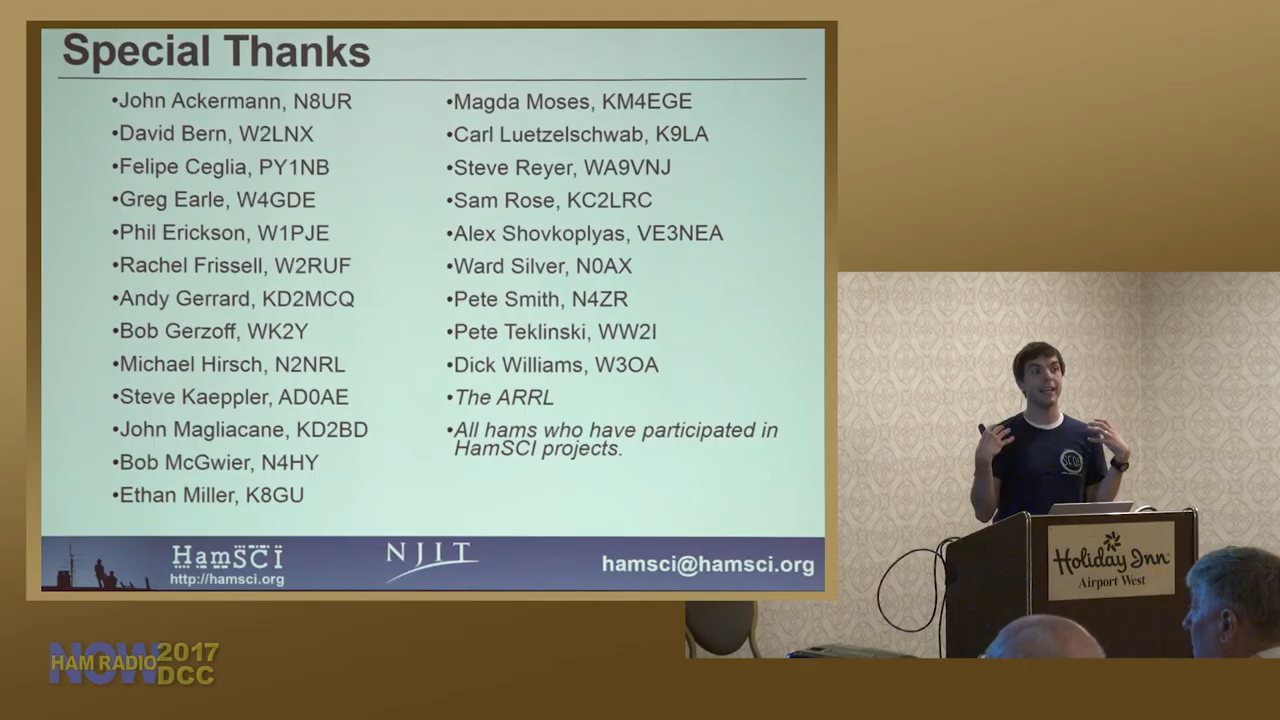 Special Thanks
•John Ackermann, N8UR
•David Bern, W2LNX
•Felipe Ceglia, PY1NB
•Greg Earle, W4GDE
•Phil Erickson, W1PJE
•Rachel Frissell, W2RUF
•Andy Gerrard, KD2MCQ
•Bob Gerzoff, WK2Y
•Michael Hirsch, N2NRL
•Steve Kaeppler, AD0AE
•John Magliacane, KD2BD
•Bob McGwier, N4HY
•Ethan Miller, K8GU
•Magda Moses, KM4EGE
•Carl Luetzelschwab, K9LA
•Steve Reyer, WA9VNJ
•Sam Rose, KC2LRC
•Alex Shovkoplyas, VE3NEA
•Ward Silver, N0AX
•Pete Smith, N4ZR
•Pete Teklinski, WW2I
•Dick Williams, W3OA
•The ARRL
•All hams who have participated in
HamSCI projects.
HamSCI
http://hamsci.org
NJIT
hamsci@hamsci.org
Holiday Inn
Airport West
HAM RADIO
NOW
2017
DCC